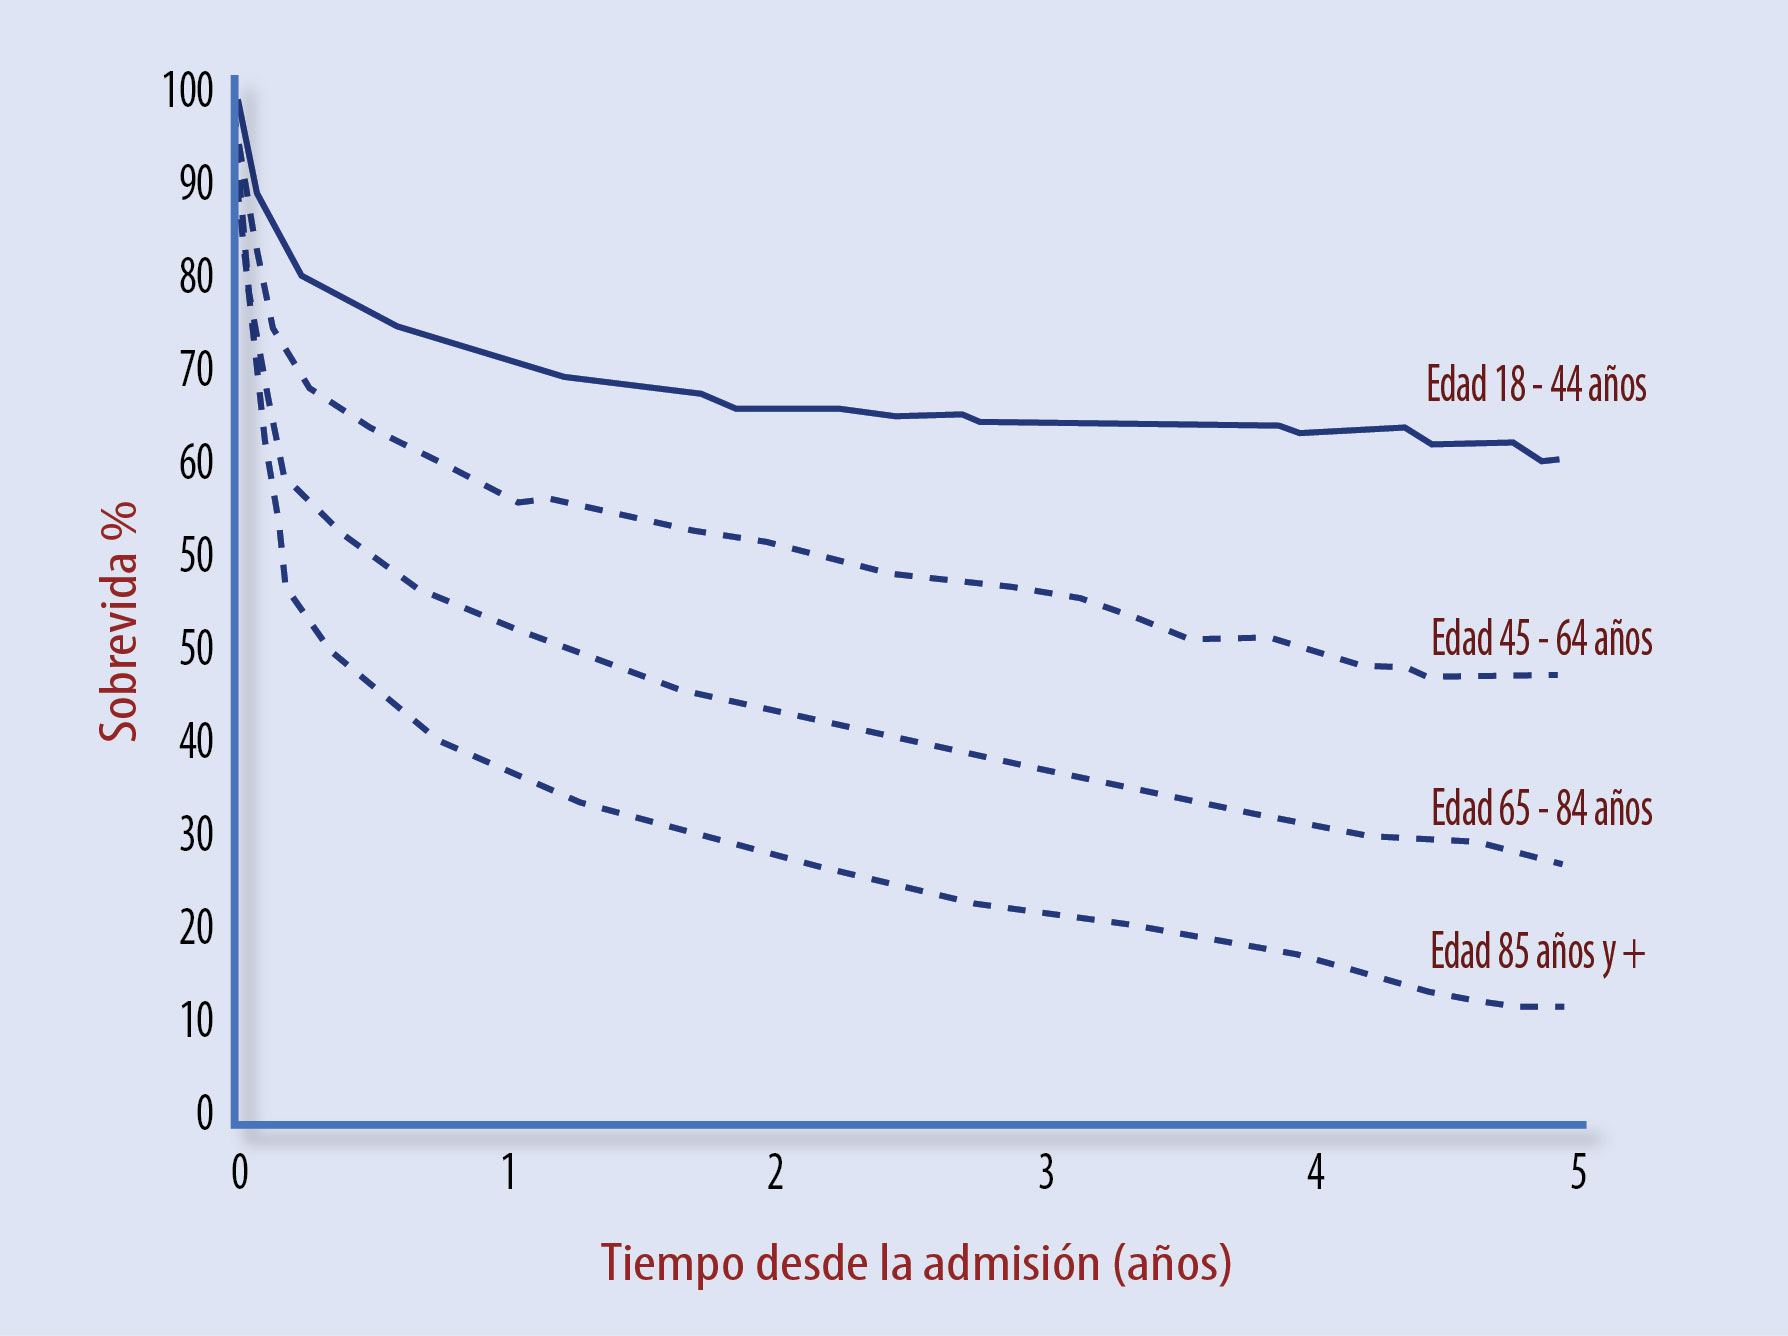 100
90
80
70
60
50
50
40
30
20
10
0
Sobrevida %
Edad 18 - 44 años
Edad 45 - 64 años
Edad 65 - 84 años
Edad 85 años y +
0 1 2 3 4 5
Tiempo desde la admisión (años)